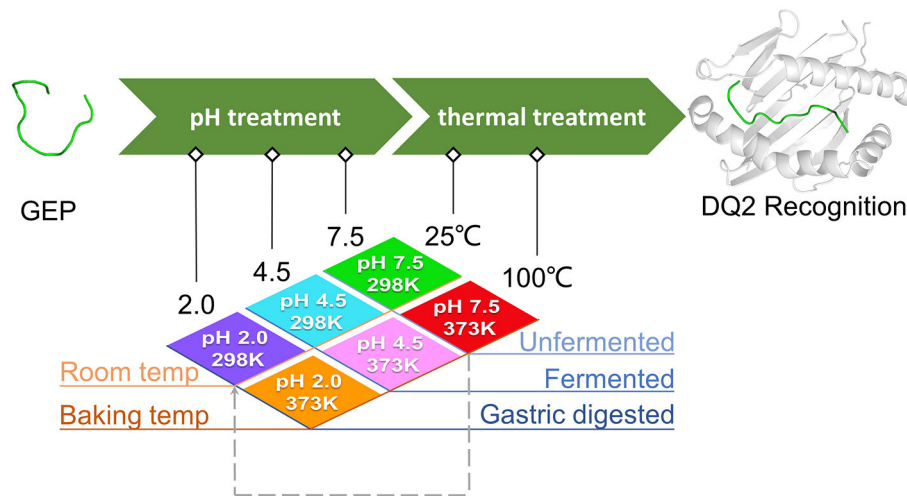 pH treatment
thermal treatment
GEP
DQ2 Recognition
2.0
4.5
7.5
25℃
100℃
pH 7.5
298K
pH 4.5
298K
pH 7.5
373K
pH 2.0
298K
pH 4.5
373K
pH 2.0
373K
Room temp
Baking temp
Unfermented
Fermented
Gastric digested